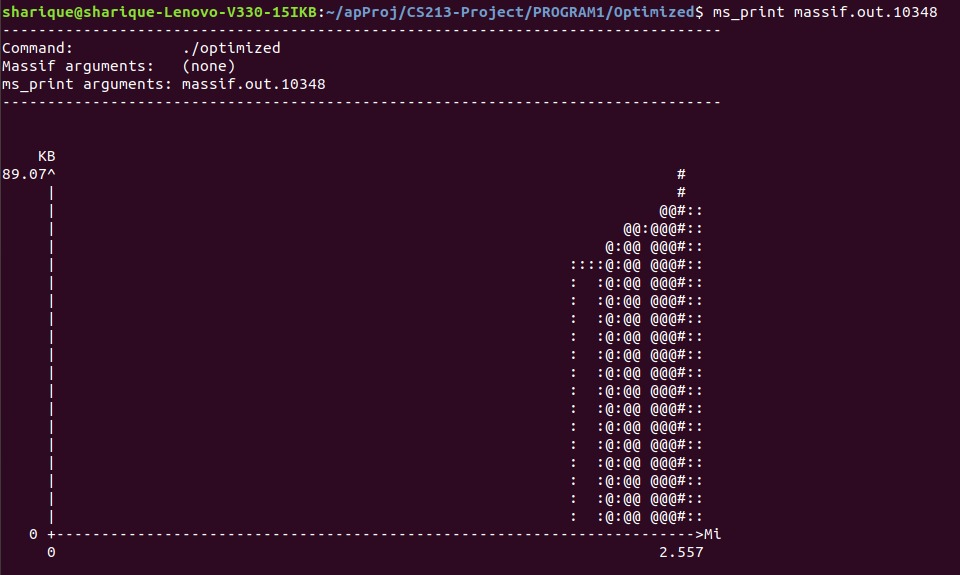 sharique@sharique-Lenovo-V330-15IKB:~/apProj/CS213-Project/PROGRAM1/Optimized$ ms_print massif.out.10348
--------------------------------------------------------------------------------
Command:            ./optimized
Massif arguments:   (none)
ms_print arguments: massif.out.10348
--------------------------------------------------------------------------------
    KB
89.07^                                                                     #
     |                                                                     #
     |                                                                   @@#::
     |                                                               @@:@@@#::
     |                                                             @:@@ @@@#::
     |                                                         ::::@:@@ @@@#::
     |                                                         :  :@:@@ @@@#::
     |                                                         :  :@:@@ @@@#::
     |                                                         :  :@:@@ @@@#::
     |                                                         :  :@:@@ @@@#::
     |                                                         :  :@:@@ @@@#::
     |                                                         :  :@:@@ @@@#::
     |                                                         :  :@:@@ @@@#::
     |                                                         :  :@:@@ @@@#::
     |                                                         :  :@:@@ @@@#::
     |                                                         :  :@:@@ @@@#::
     |                                                         :  :@:@@ @@@#::
     |                                                         :  :@:@@ @@@#::
     |                                                         :  :@:@@ @@@#::
     |                                                         :  :@:@@ @@@#::
   0 +----------------------------------------------------------------------->Mi
     0                                                                   2.557